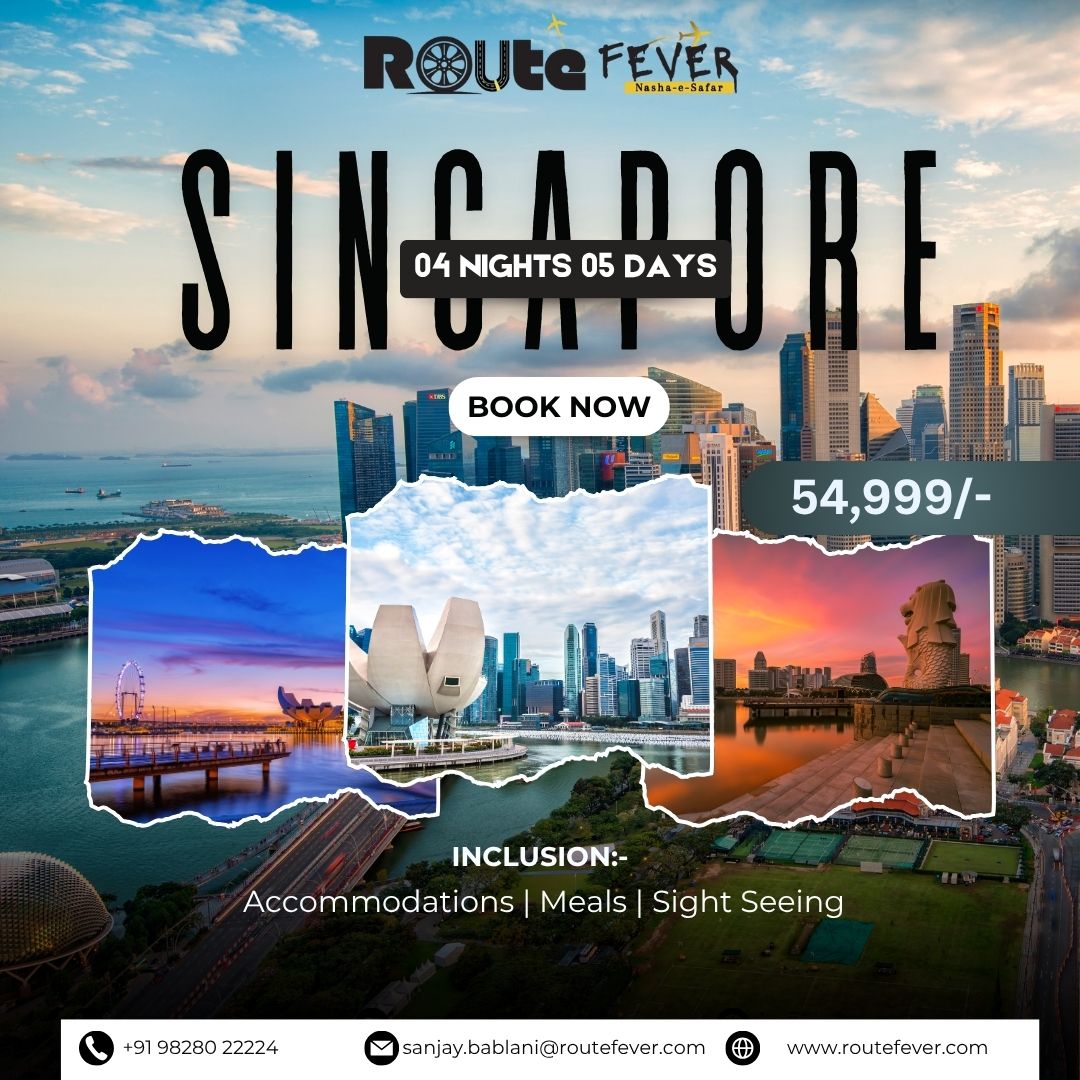 ROUte FEVER
Nasha-e-Safar
SINGAPORE
04 NIGHTS 05 DAYS
DBS
BOOK NOW
54,999/-
INCLUSION:-
Accommodations | Meals | Sight Seeing
+91 98280 22224
sanjay.bablani@routefever.com
www.routefever.com